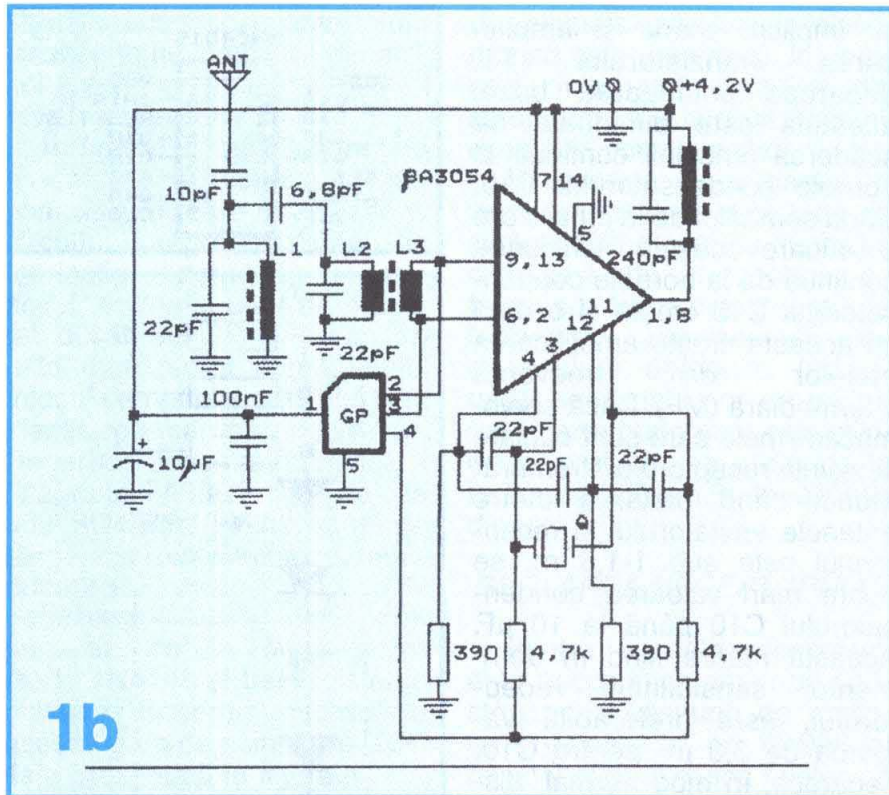 ANT
0V +4,2V
10pF 6,8pF βA3054 7 14
5
L1 L2 L3 9,13 240pF
22pF 6,2 11 1,8
12
3
4
22pF
100nF 2
1 GP 3
4
10µF 5
22pF 22pF 22pF
Q
390 4,7k 390 4,7k
1b